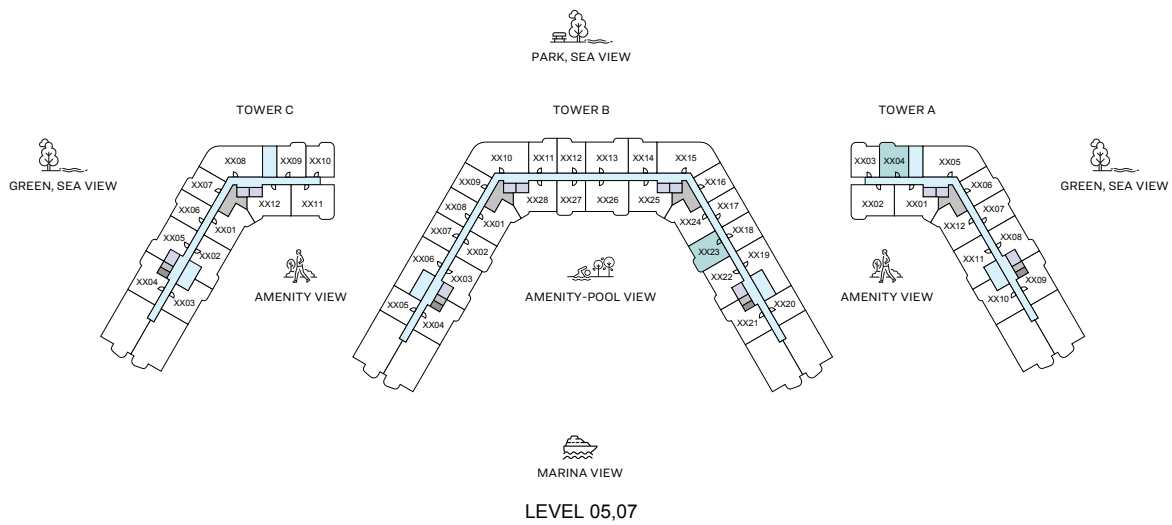 PARK, SEA VIEW
TOWER C
TOWER B
TOWER A
GREEN, SEA VIEW
GREEN, SEA VIEW
XX08
XX09
XX10
XX07
XX06
XX05
XX04
XX03
XX02
XX01
XX12
XX11
XX10
XX11
XX12
XX13
XX14
XX15
XX09
XX08
XX07
XX06
XX05
XX04
XX03
XX02
XX01
XX28
XX27
XX26
XX25
XX24
XX23
XX22
XX21
XX16
XX17
XX18
XX19
XX20
XX03
XX04
XX05
XX02
XX01
XX06
XX07
XX08
XX09
XX12
XX11
XX10
AMENITY VIEW
AMENITY-POOL VIEW
AMENITY VIEW
MARINA VIEW
LEVEL 05,07